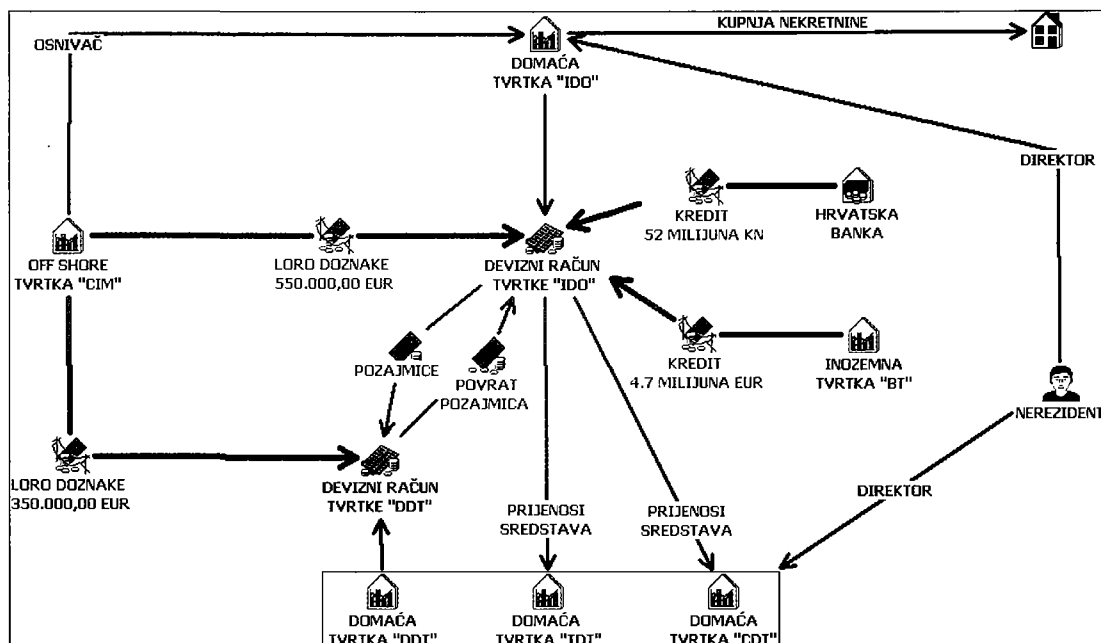 KUPNJA NEKRETNINE
OSNIVAČ
DOMAĆA
TVRTKA "IDO"
DIREKTOR
KREDIT
52 MILIJUNA KN
HRVATSKA
BANKA
OFF SHORE
TVRTKA "CIM"
LORO DOZNAKE
550.000,00 EUR
DEVIZNI RAČUN
TVRTKE "IDO"
POZAJMICE
POVRAT
POZAJMICA
KREDIT
4.7 MILIJUNA EUR
INOZEMNA
TVRTKA "BT"
NEREZIDENT
LORO DOZNAKE
350.000,00 EUR
DEVIZNI RAČUN
TVRTKE "DDT"
DIREKTOR
PRIJENOSI
SREDSTAVA
PRIJENOSI
SREDSTAVA
DOMAĆA
TVRTKA "DDT"
DOMAĆA
TVRTKA "TDT"
DOMAĆA
TVRTKA "CDT"